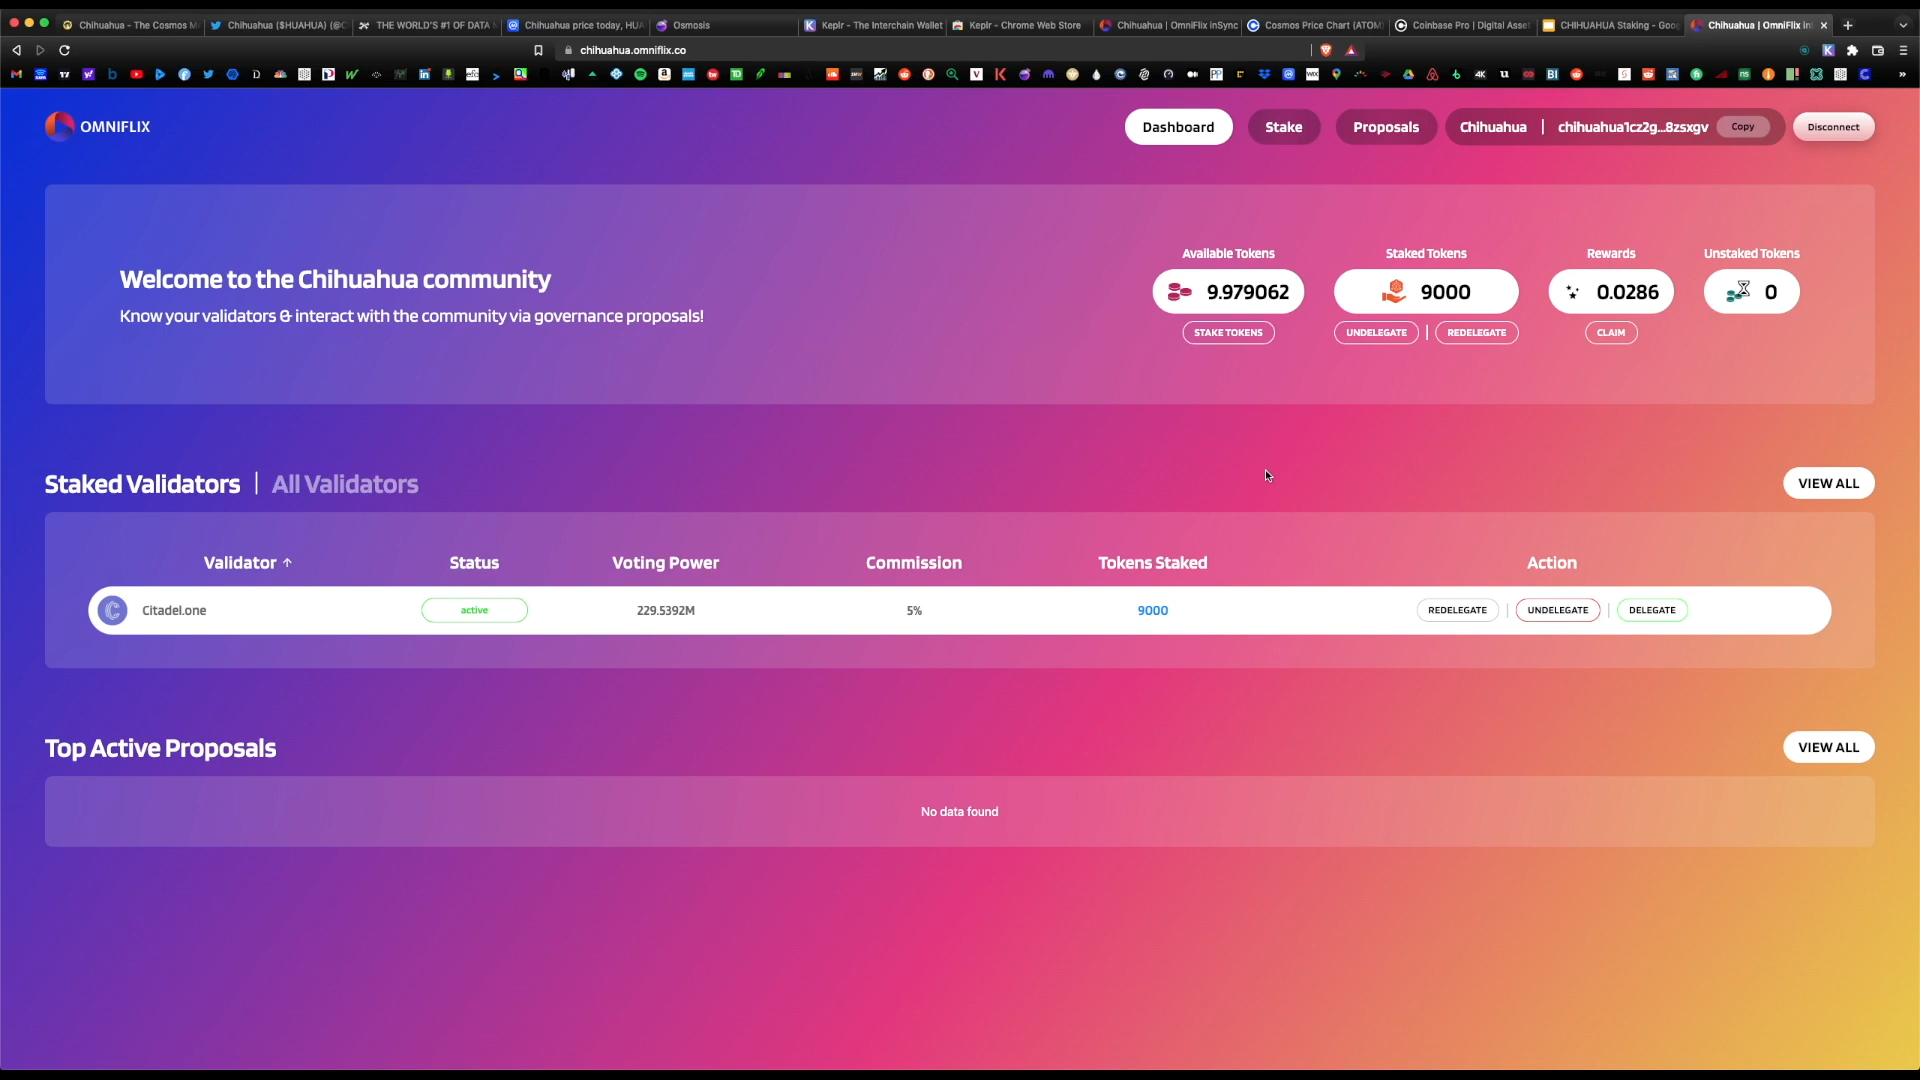 Chihuahua - The Cosmos M
Chihuahua ($HUAHUA) (@C
THE WORLD'S #1 OF DATA
Chihuahua price today, HUA
Osmosis
Keplr - The Interchain Wallet
Keplr - Chrome Web Store
Chihuahua | OmniFlix inSync
Cosmos Price Chart (ATOM)
Coinbase Pro | Digital Asset
CHIHUAHUA Staking - Goog
Chihuahua | OmniFlix in
chihuahua.omniflix.co
OMNIFLIX
Dashboard
Stake
Proposals
Chihuahua | chihuahua1cz2g...8zsxgv
Copy
Disconnect
Welcome to the Chihuahua community
Know your validators & interact with the community via governance proposals!
Available Tokens
Staked Tokens
Rewards
Unstaked Tokens
9.979062
9000
0.0286
0
STAKE TOKENS
UNDELEGATE | REDELEGATE
CLAIM
Staked Validators | All Validators
VIEW ALL
Validator ↑
Status
Voting Power
Commission
Tokens Staked
Action
Citadel.one
active
229.5392M
5%
9000
REDELEGATE | UNDELEGATE | DELEGATE
Top Active Proposals
VIEW ALL
No data found